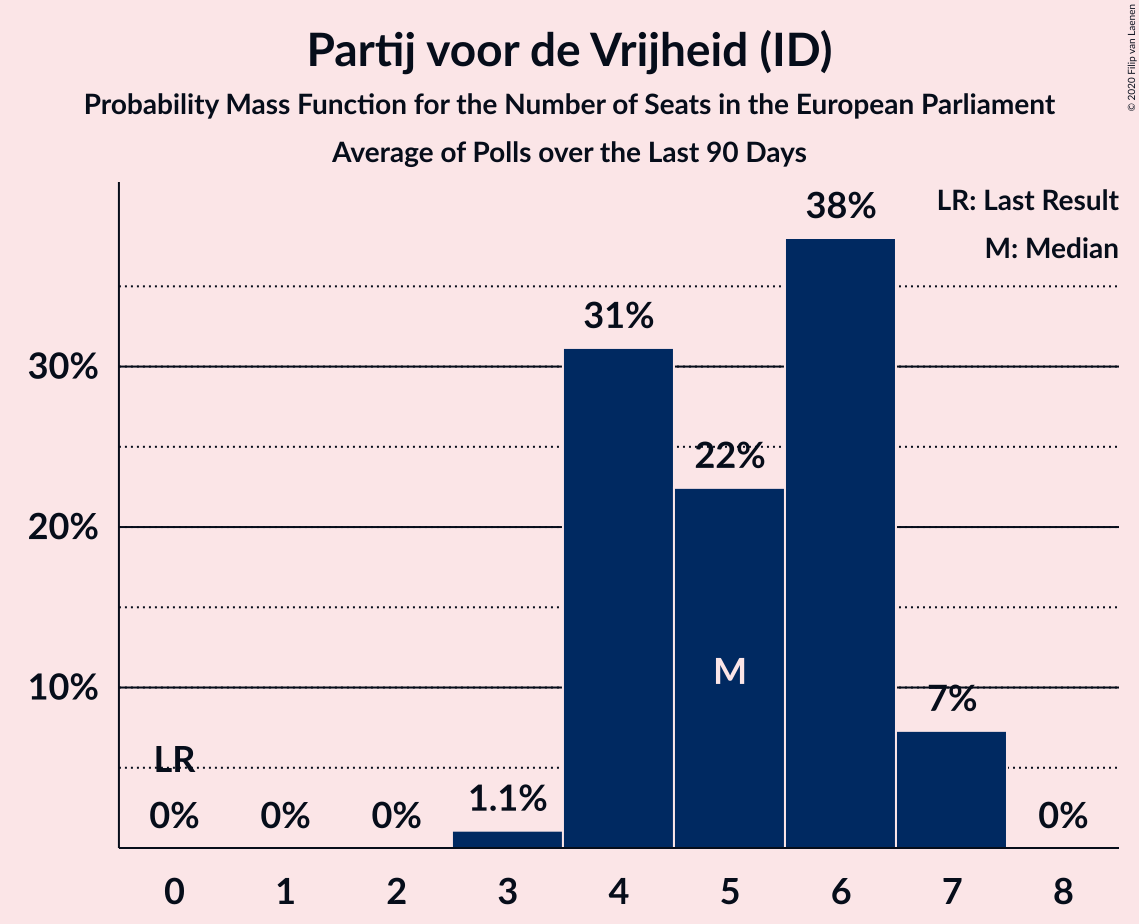 Partij voor de Vrijheid (ID)
Probability Mass Function for the Number of Seats in the European Parliament
Average of Polls over the Last 90 Days
© 2020 Filip van Laenen
LR: Last Result
M: Median
38%
31%
30%
22%
20%
M
10%
7%
LR
1.1%
0% 0% 0% 0%
0 1 2 3 4 5 6 7 8